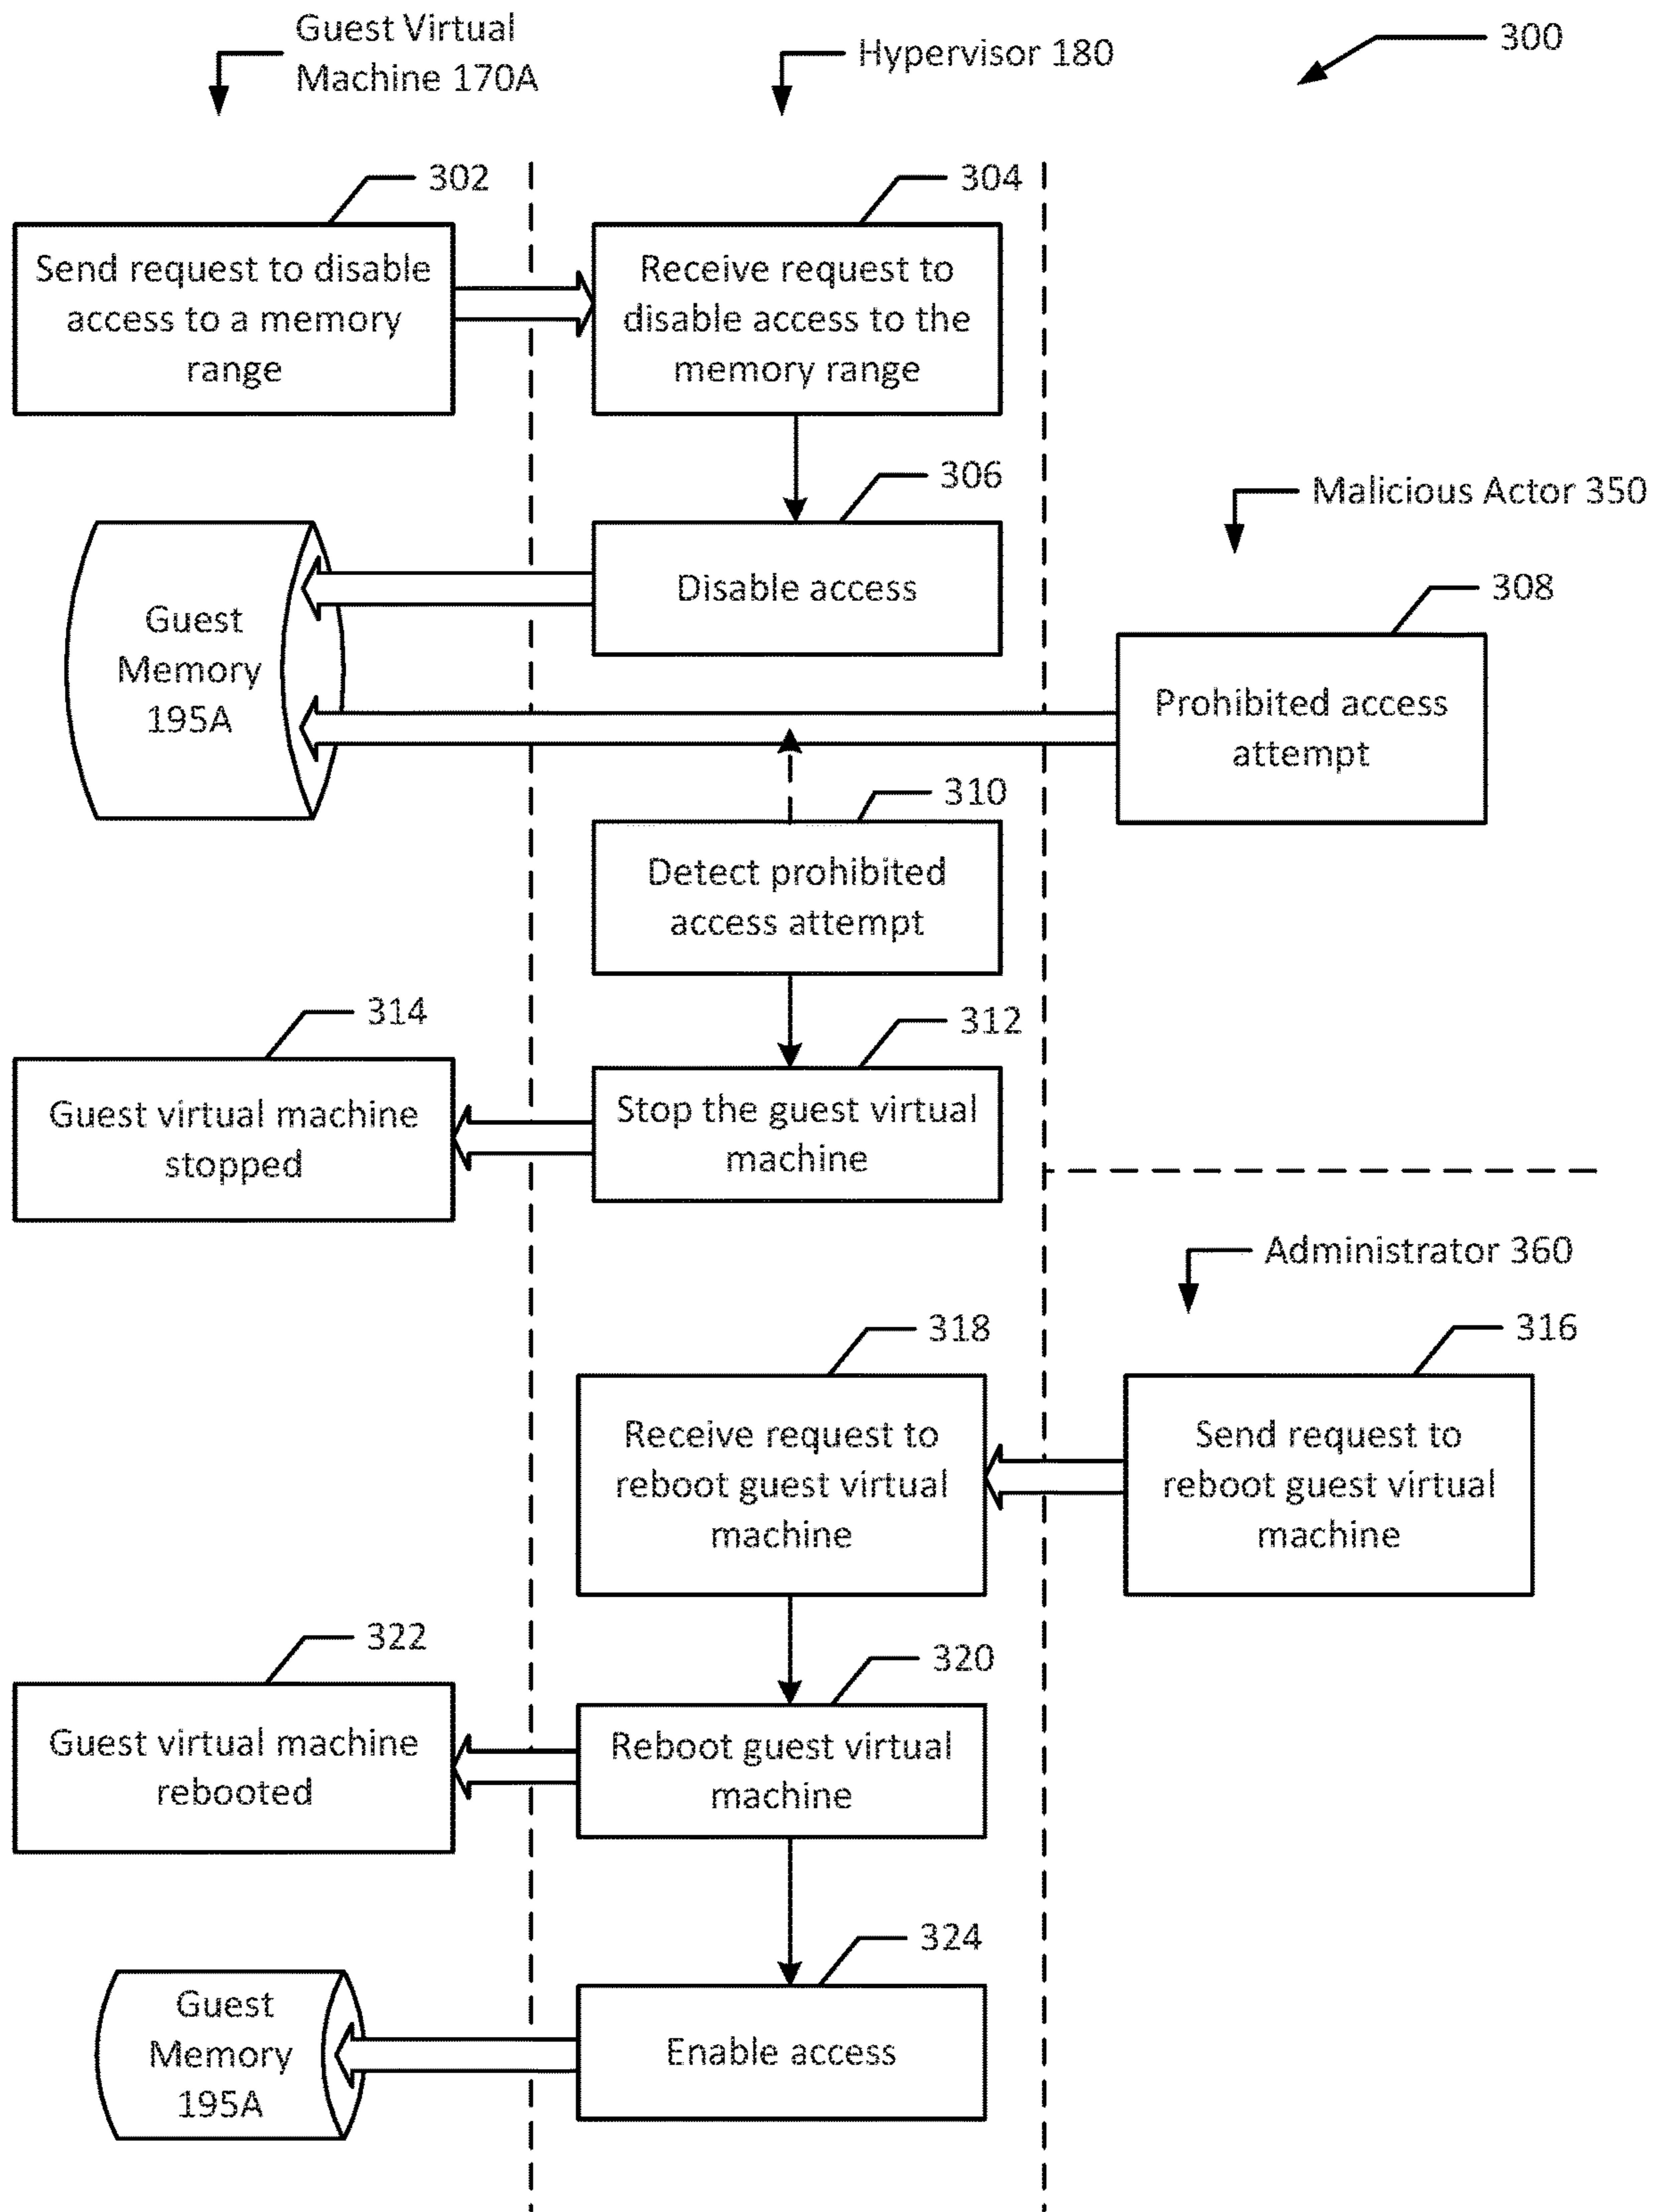 Guest Virtual
Machine 170A
Hypervisor 180
300
302
304
Send request to disable
access to a memory
range
Receive request to
disable access to the
memory range
306
Malicious Actor 350
Disable access
308
Guest
Memory
195A
Prohibited access
attempt
310
Detect prohibited
access attempt
314
312
Guest virtual machine
stopped
Stop the guest virtual
machine
Administrator 360
318
316
Receive request to
reboot guest virtual
machine
Send request to
reboot guest virtual
machine
322
320
Guest virtual machine
rebooted
Reboot guest virtual
machine
324
Guest
Memory
195A
Enable access